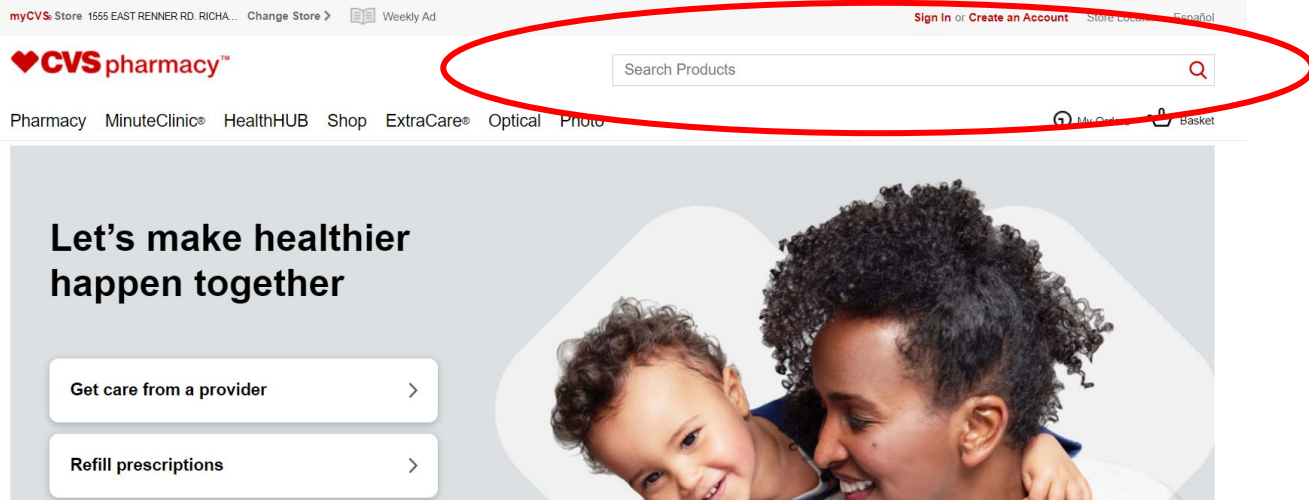 myCVS® Store 1555 EAST RENNER RD. RICHA... Change Store > Weekly Ad Sign In or Create an Account Store Locator Español
CVS pharmacy™
Search Products
Pharmacy MinuteClinic® HealthHUB Shop ExtraCare® Optical Photo My Orders Basket
Let's make healthier
happen together
Get care from a provider
Refill prescriptions